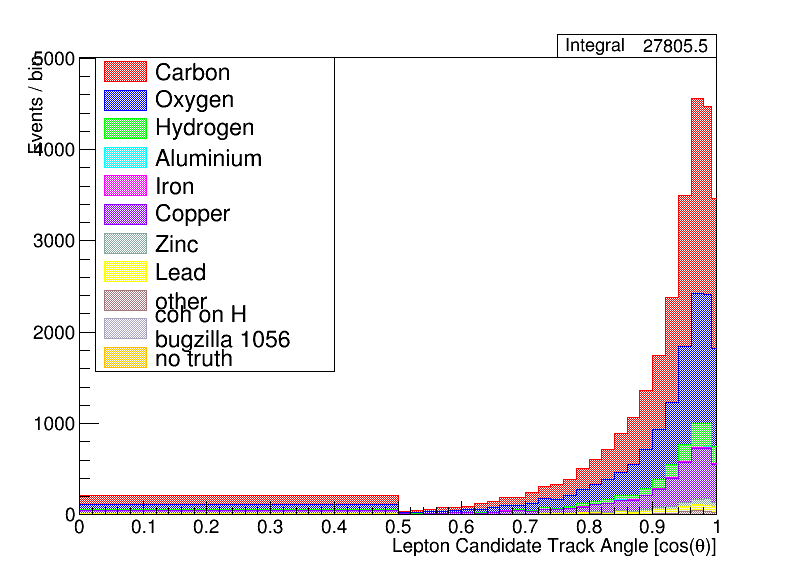 Integral 27805.5
Events / bin
5000
4000
3000
2000
1000
0
Carbon
Oxygen
Hydrogen
Aluminium
Iron
Copper
Zinc
Lead
other
coh on H
bugzilla 1056
no truth
0 0.1 0.2 0.3 0.4 0.5 0.6 0.7 0.8 0.9 1
Lepton Candidate Track Angle [cos(θ)]